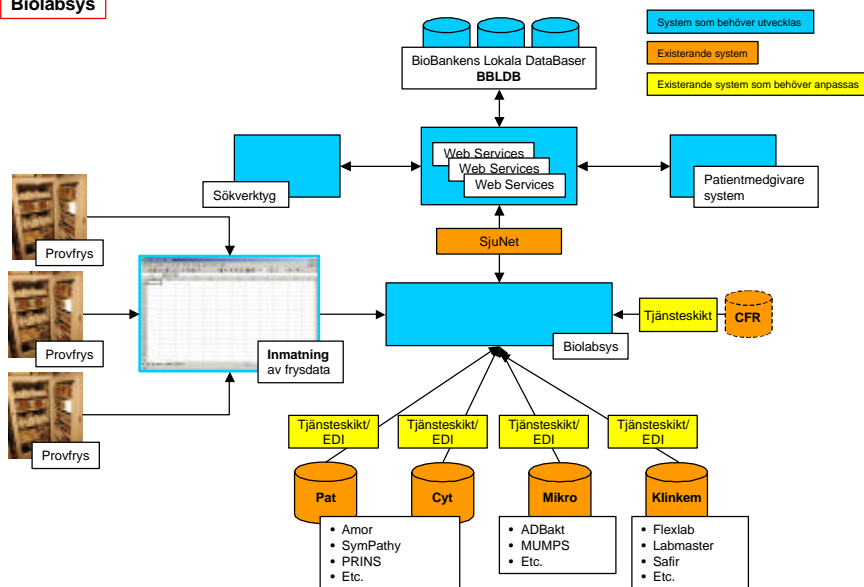 Biolabsys
System som behöver utvecklas
Existerande system
Existerande system som behöver anpassas
BioBankens Lokala DataBaser
BBLDB
Web Services
Web Services
Web Services
Sökverktyg
Patientmedgivare
system
SjuNet
Provfrys
Provfrys
Provfrys
Inmatning
av frysdata
Biolabsys
Tjänsteskikt
CFR
Tjänsteskikt/
EDI
Tjänsteskikt/
EDI
Tjänsteskikt/
EDI
Tjänsteskikt/
EDI
Pat
Cyt
Mikro
Klinkem
• Amor
• SymPathy
• PRINS
• Etc.
• ADBakt
• MUMPS
• Etc.
• Flexlab
• Labmaster
• Safir
• Etc.